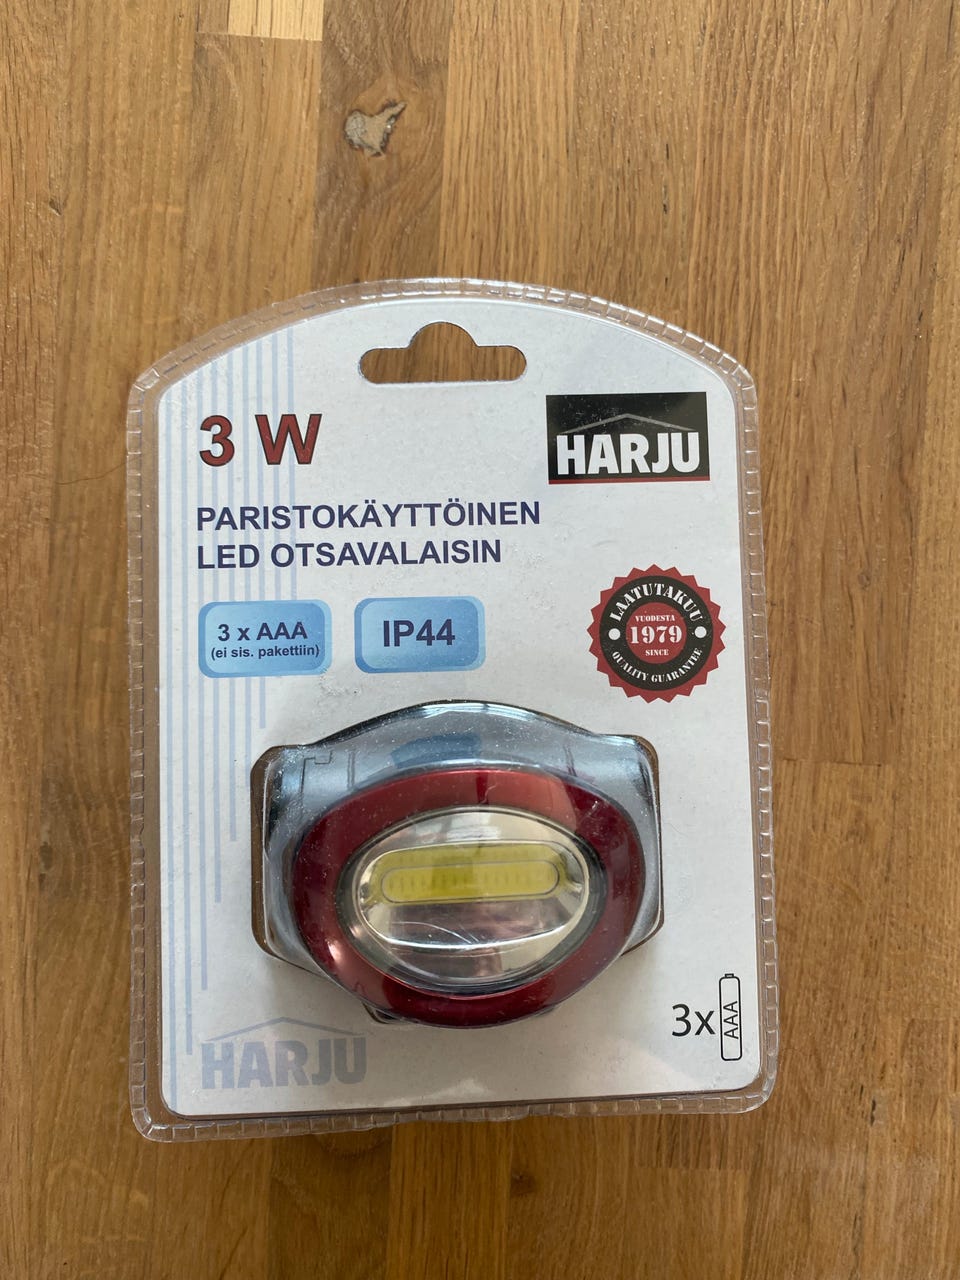 3 W
HARJU
PARISTOKÄYTTÖINEN
LED OTSAVALAISIN
3 x AAA
(ei sis. pakettiin)
IP44
LAATUTAKUU
VUODESTA
1979
SINCE
QUALITY GUARANTEE
3x AAA
HARJU